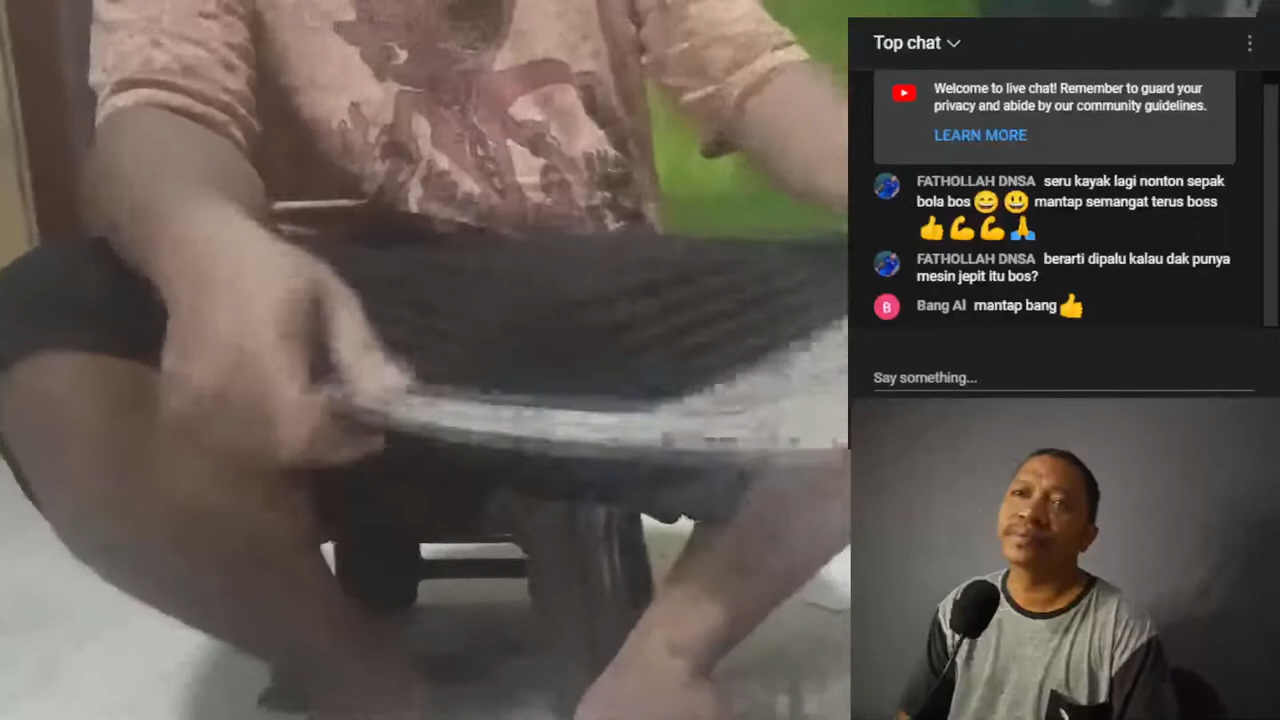 Top chat
Welcome to live chat! Remember to guard your
privacy and abide by our community guidelines.
LEARN MORE
FATHOLLAH DNSA seru kayak lagi nonton sepak
bola bos😄 😃 mantap semangat terus boss
👍💪💪🙏
FATHOLLAH DNSA berarti dipalu kalau dak punya
mesin jepit itu bos?
B Bang Al mantap bang👍
Say something...